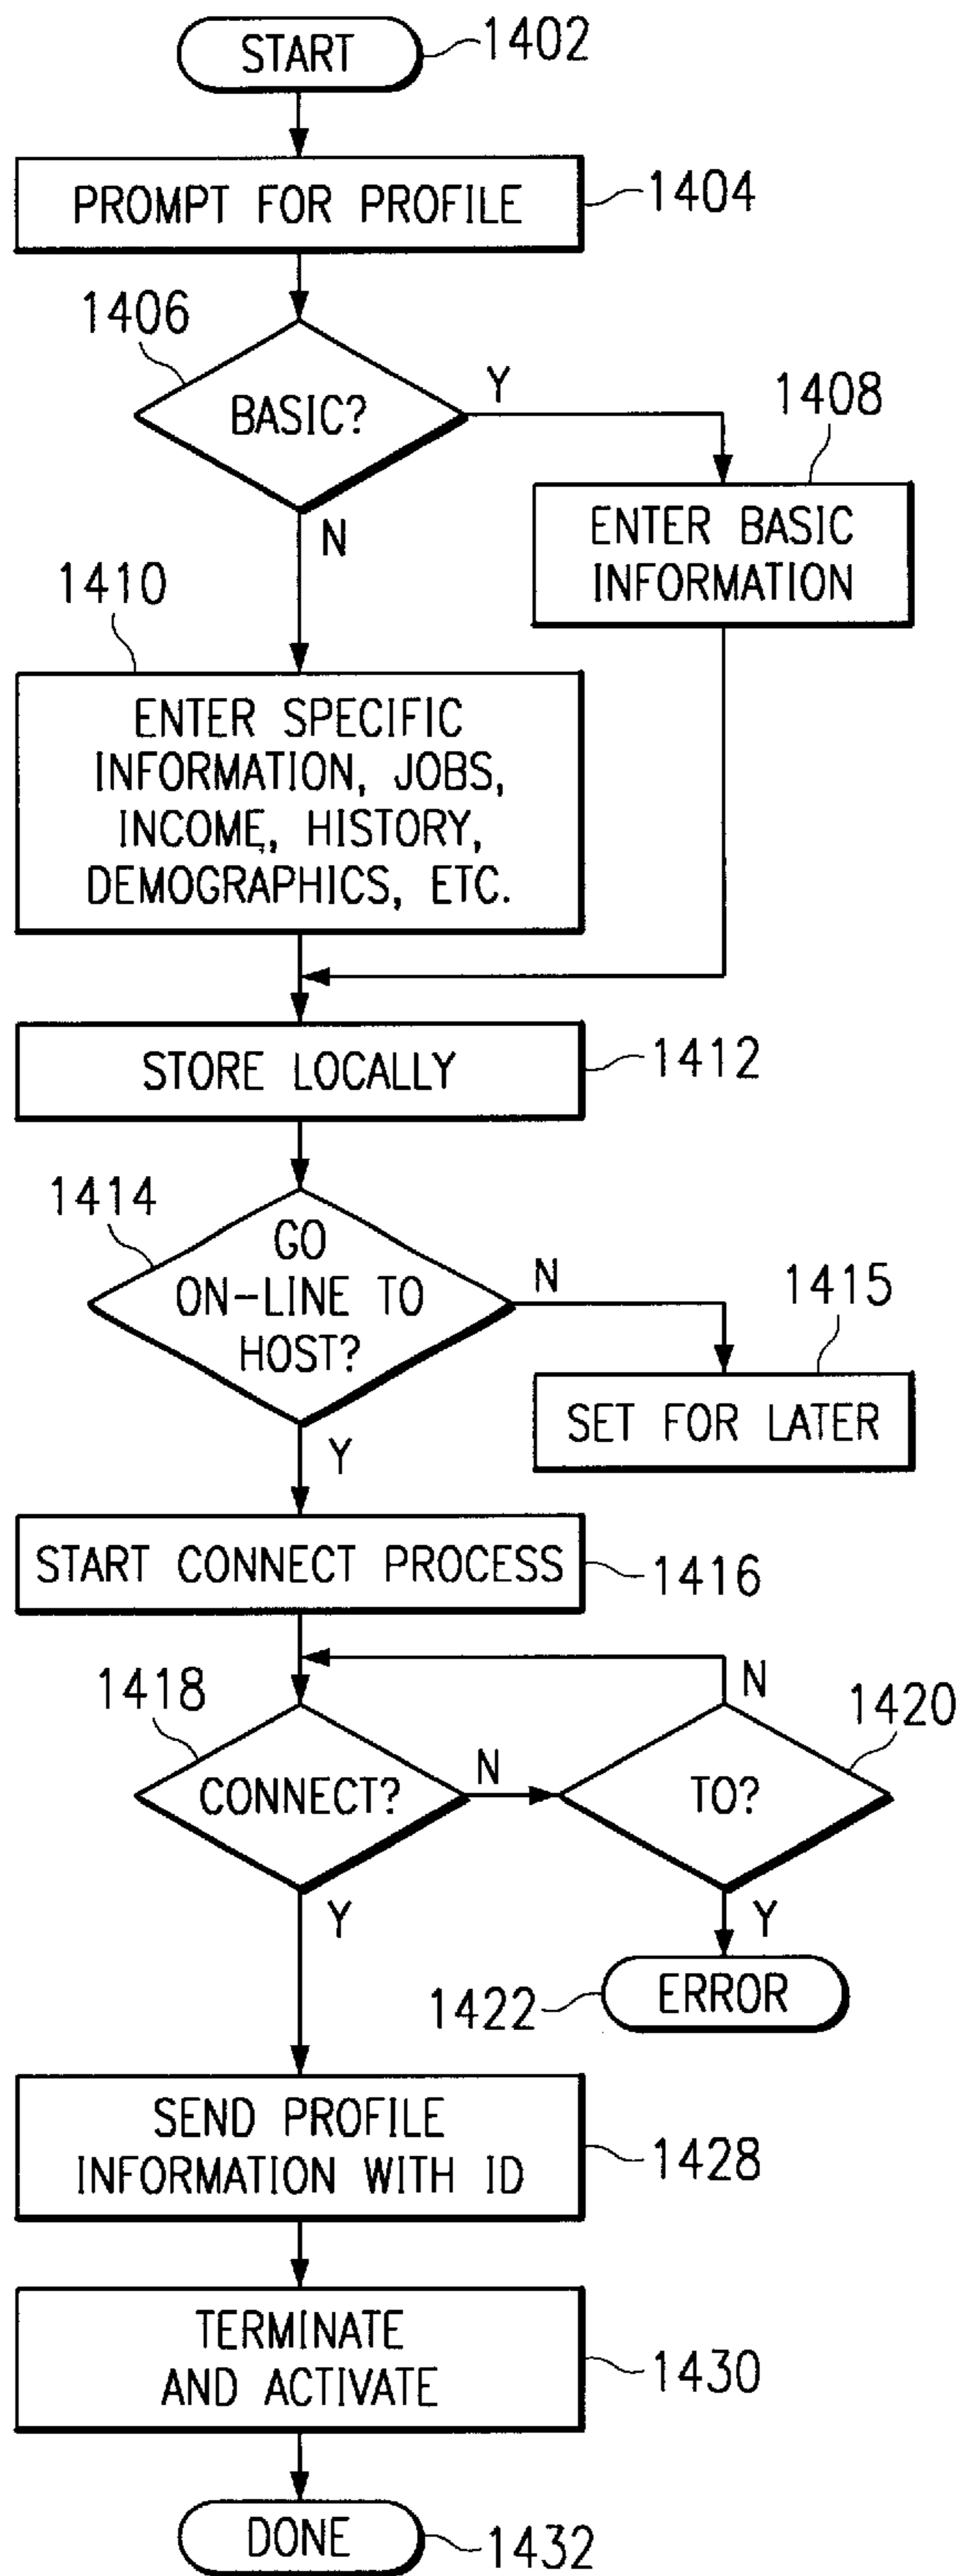 START
1402
PROMPT FOR PROFILE
1404
1406
BASIC?
Y
N
1408
ENTER BASIC
INFORMATION
1410
ENTER SPECIFIC
INFORMATION, JOBS,
INCOME, HISTORY,
DEMOGRAPHICS, ETC.
STORE LOCALLY
1412
1414
GO
ON-LINE TO
HOST?
N
Y
1415
SET FOR LATER
START CONNECT PROCESS
1416
1418
CONNECT?
N
Y
1420
TO?
N
Y
1422
ERROR
SEND PROFILE
INFORMATION WITH ID
1428
TERMINATE
AND ACTIVATE
1430
DONE
1432